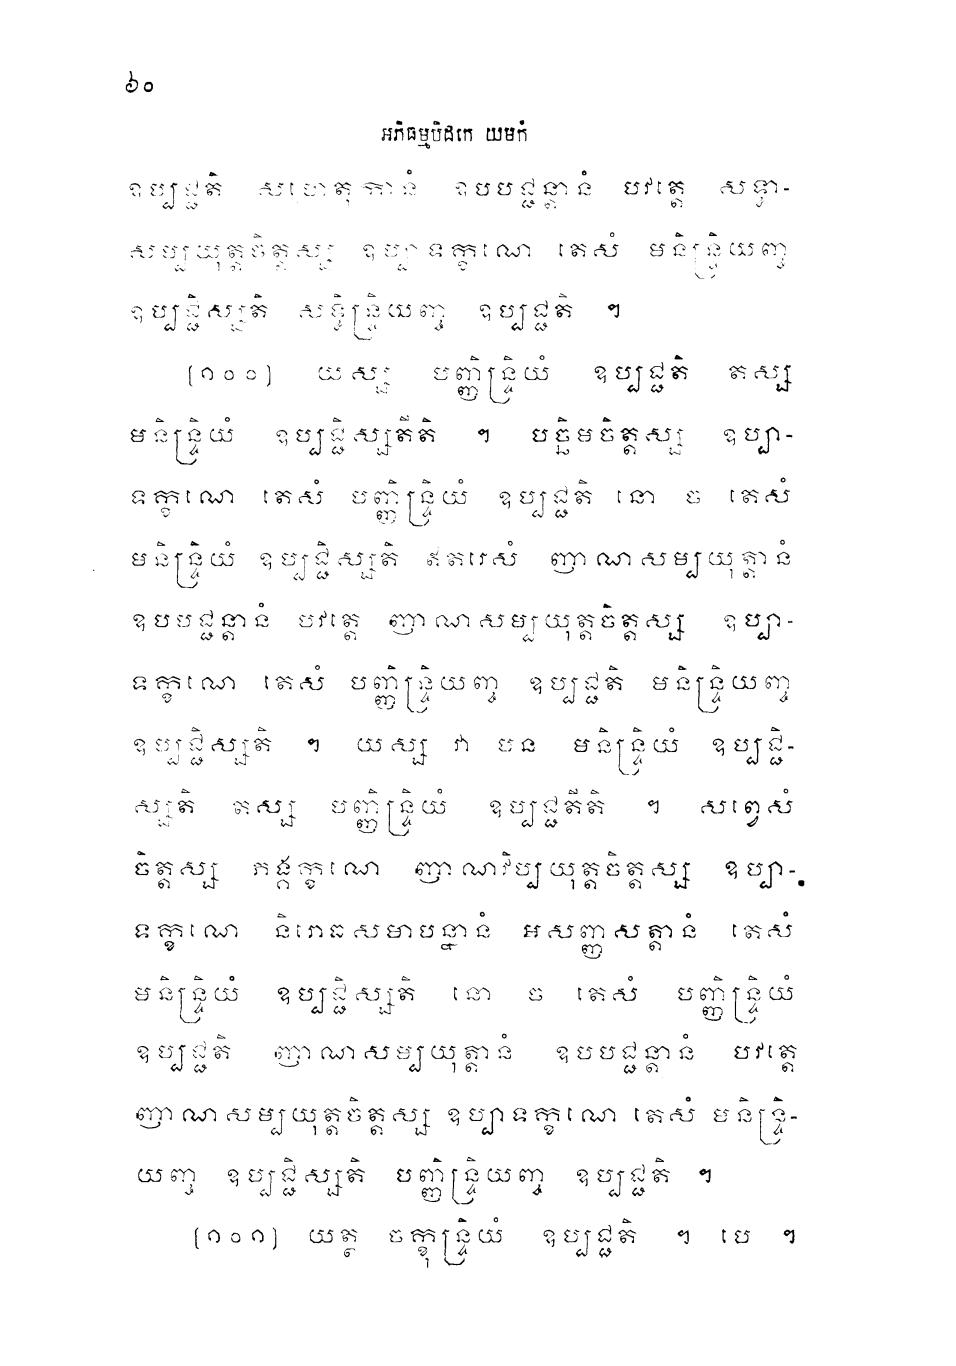 ៦០
អភិធម្មបិដកេ យមកំ
ឧប្បជ្ជតិ សហេតុកានំ ឧបបជ្ជន្តានំ បវត្តេ សទ្ធា-
សម្បយុត្តចិត្តស្ស ឧប្បាទក្ខណេ តេសំ មនិន្ទ្រិយញ្ច
ឧប្បជ្ជិស្សតិ សទ្ធិន្ទ្រិយញ្ច ឧប្បជ្ជតិ ។
(១០០) យស្ស បញ្ញិន្ទ្រិយំ ឧប្បជ្ជតិ តស្ស
មនិន្ទ្រិយំ ឧប្បជ្ជិស្សតីតិ ។ បច្ឆិមចិត្តស្ស ឧប្បា-
ទក្ខណេ តេសំ បញ្ញិន្ទ្រិយំ ឧប្បជ្ជតិ នោ ច តេសំ
មនិន្ទ្រិយំ ឧប្បជ្ជិស្សតិ ឥតរេសំ ញាណសម្បយុត្តានំ
ឧបបជ្ជន្តានំ បវត្តេ ញាណសម្បយុត្តចិត្តស្ស ឧប្បា-
ទក្ខណេ តេសំ បញ្ញិន្ទ្រិយញ្ច ឧប្បជ្ជតិ មនិន្ទ្រិយញ្ច
ឧប្បជ្ជិស្សតិ ។ យស្ស វា បន មនិន្ទ្រិយំ ឧប្បជ្ជិ-
ស្សតិ តស្ស បញ្ញិន្ទ្រិយំ ឧប្បជ្ជតីតិ ។ សព្វេសំ
ចិត្តស្ស ភង្គក្ខណេ ញាណវិប្បយុត្តចិត្តស្ស ឧប្បា-
ទក្ខណេ និរោធសមាបន្នានំ អសញ្ញសត្តានំ តេសំ
មនិន្ទ្រិយំ ឧប្បជ្ជិស្សតិ នោ ច តេសំ បញ្ញិន្ទ្រិយំ
ឧប្បជ្ជតិ ញាណសម្បយុត្តានំ ឧបបជ្ជន្តានំ បវត្តេ
ញាណសម្បយុត្តចិត្តស្ស ឧប្បាទក្ខណេ តេសំ មនិន្ទ្រិ-
យញ្ច ឧប្បជ្ជិស្សតិ បញ្ញិន្ទ្រិយញ្ច ឧប្បជ្ជតិ ។
(១០១) យត្ថ ចក្ខុន្ទ្រិយំ ឧប្បជ្ជតិ ។ បេ ។